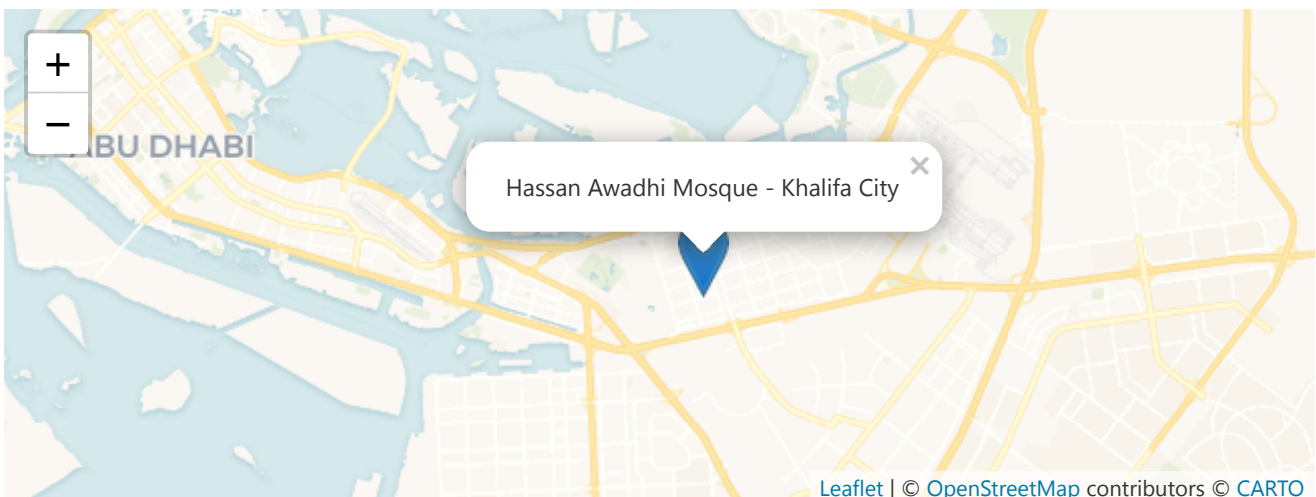 +
−
ABU DHABI
Hassan Awadhi Mosque - Khalifa City
×
Leaflet | © OpenStreetMap contributors © CARTO